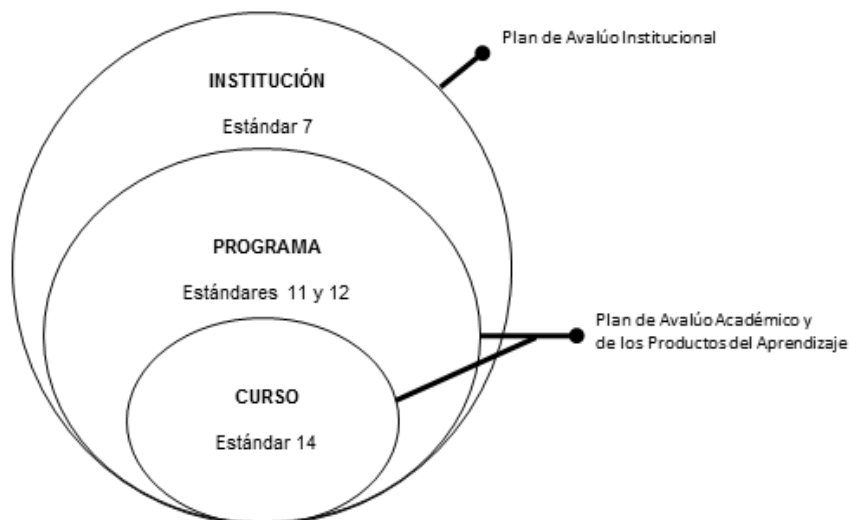 Plan de Avalúo Institucional
INSTITUCIÓN
Estándar 7
PROGRAMA
Estándares 11 y 12
Plan de Avalúo Académico y
de los Productos del Aprendizaje
CURSO
Estándar 14